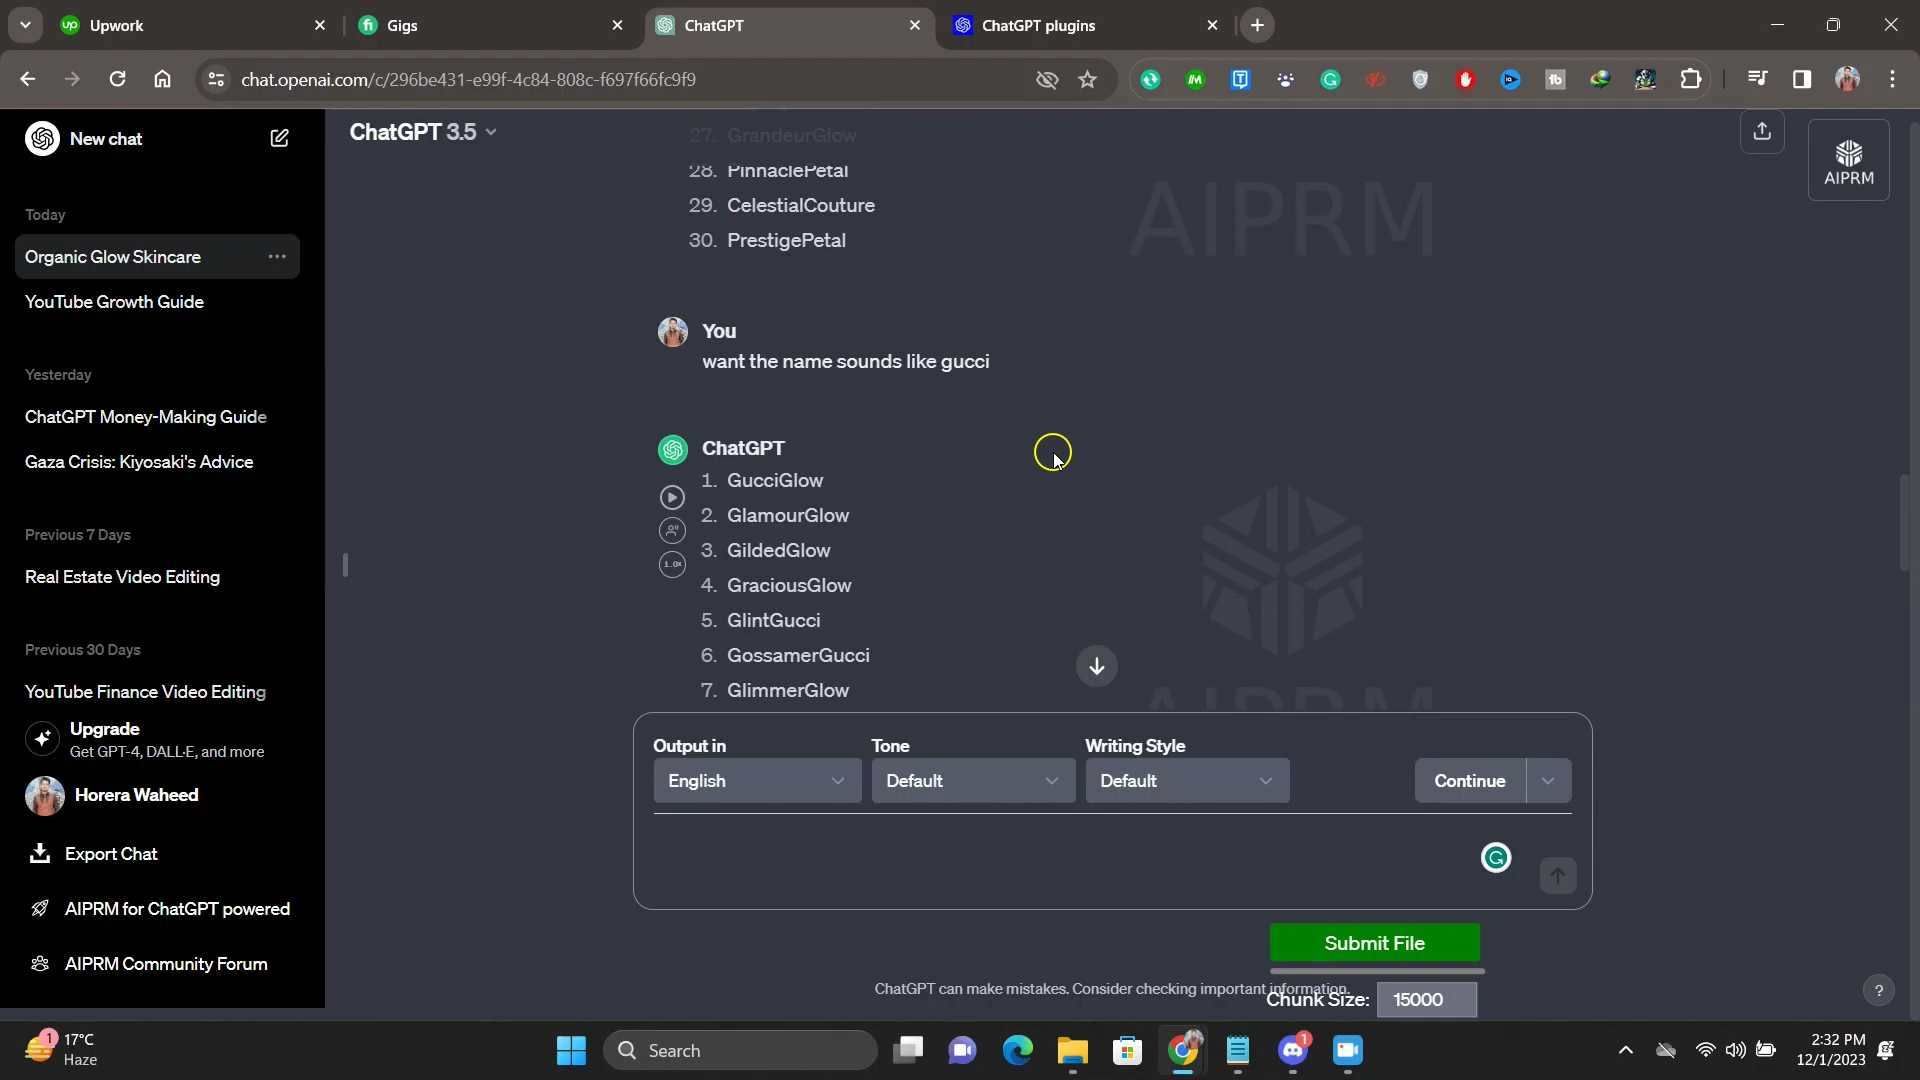 Upwork
Gigs
ChatGPT
ChatGPT plugins
chat.openai.com/c/296be431-e99f-4c84-808c-f697f66fc9f9
New chat
ChatGPT 3.5
AIPRM
Today
Organic Glow Skincare
YouTube Growth Guide
Yesterday
ChatGPT Money-Making Guide
Gaza Crisis: Kiyosaki's Advice
Previous 7 Days
Real Estate Video Editing
Previous 30 Days
YouTube Finance Video Editing
Upgrade
Get GPT-4, DALL·E, and more
Horera Waheed
Export Chat
AIPRM for ChatGPT powered
AIPRM Community Forum
27. GrandeurGlow
28. PinnaclePetal
29. CelestialCouture
30. PrestigePetal
AIPRM
You
want the name sounds like gucci
ChatGPT
1. GucciGlow
2. GlamourGlow
3. GildedGlow
4. GraciousGlow
5. GlintGucci
6. GossamerGucci
7. GlimmerGlow
1.0x
AIPRM
Output in
Tone
Writing Style
English
Default
Default
Continue
Submit File
ChatGPT can make mistakes. Consider checking important information.
Chunk Size: 15000
?
1
17°C
Haze
Search
1
2:32 PM
12/1/2023